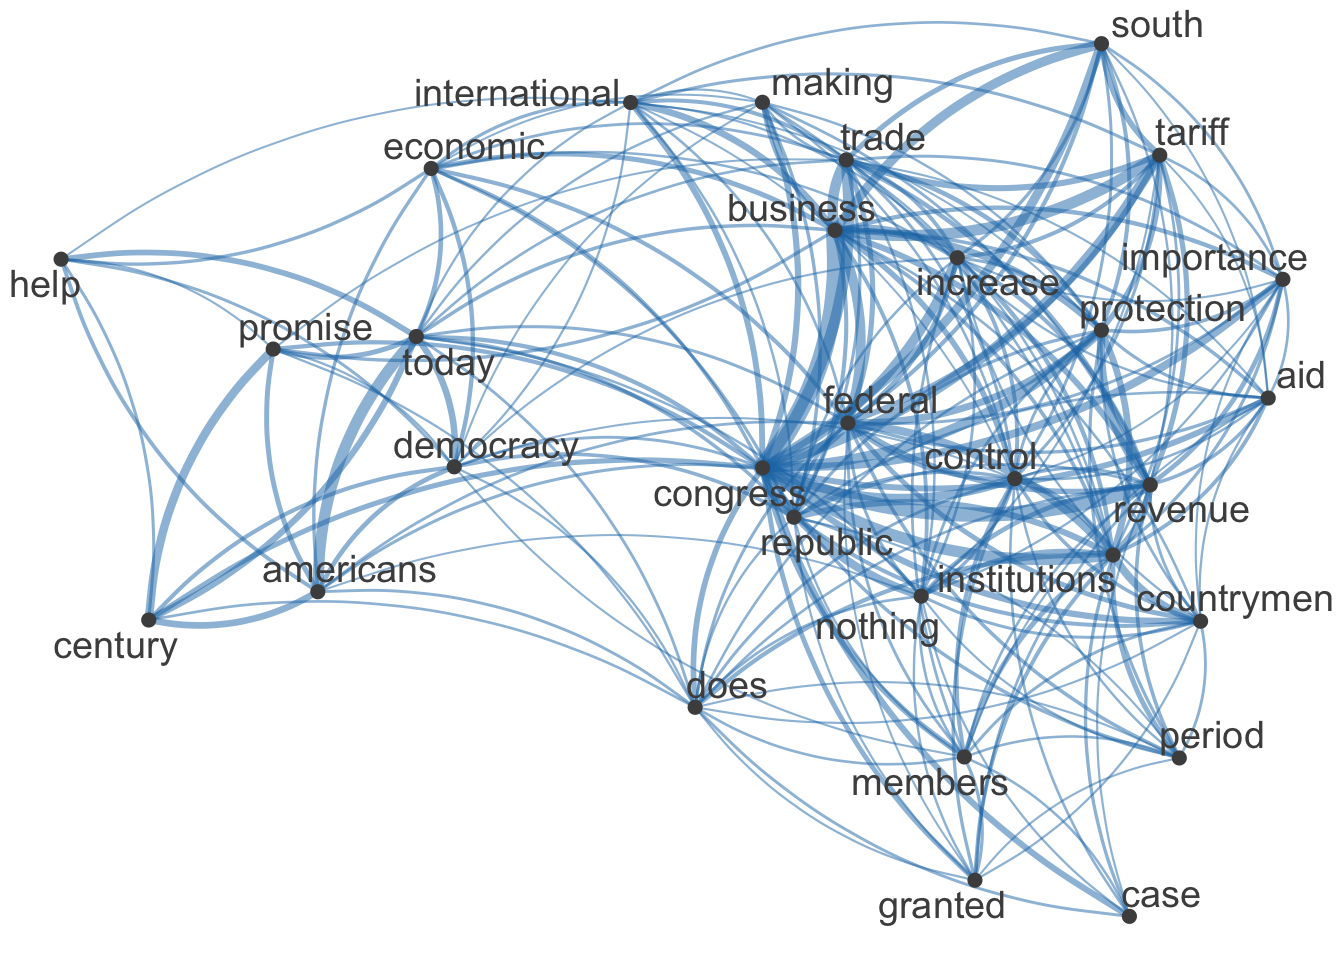 south
international
making
economic
trade
tariff
business
importance
help
increase
promise
protection
today
aid
federal
democracy
control
congress
revenue
republic
americans
institutions
countrymen
nothing
century
does
period
members
granted
case